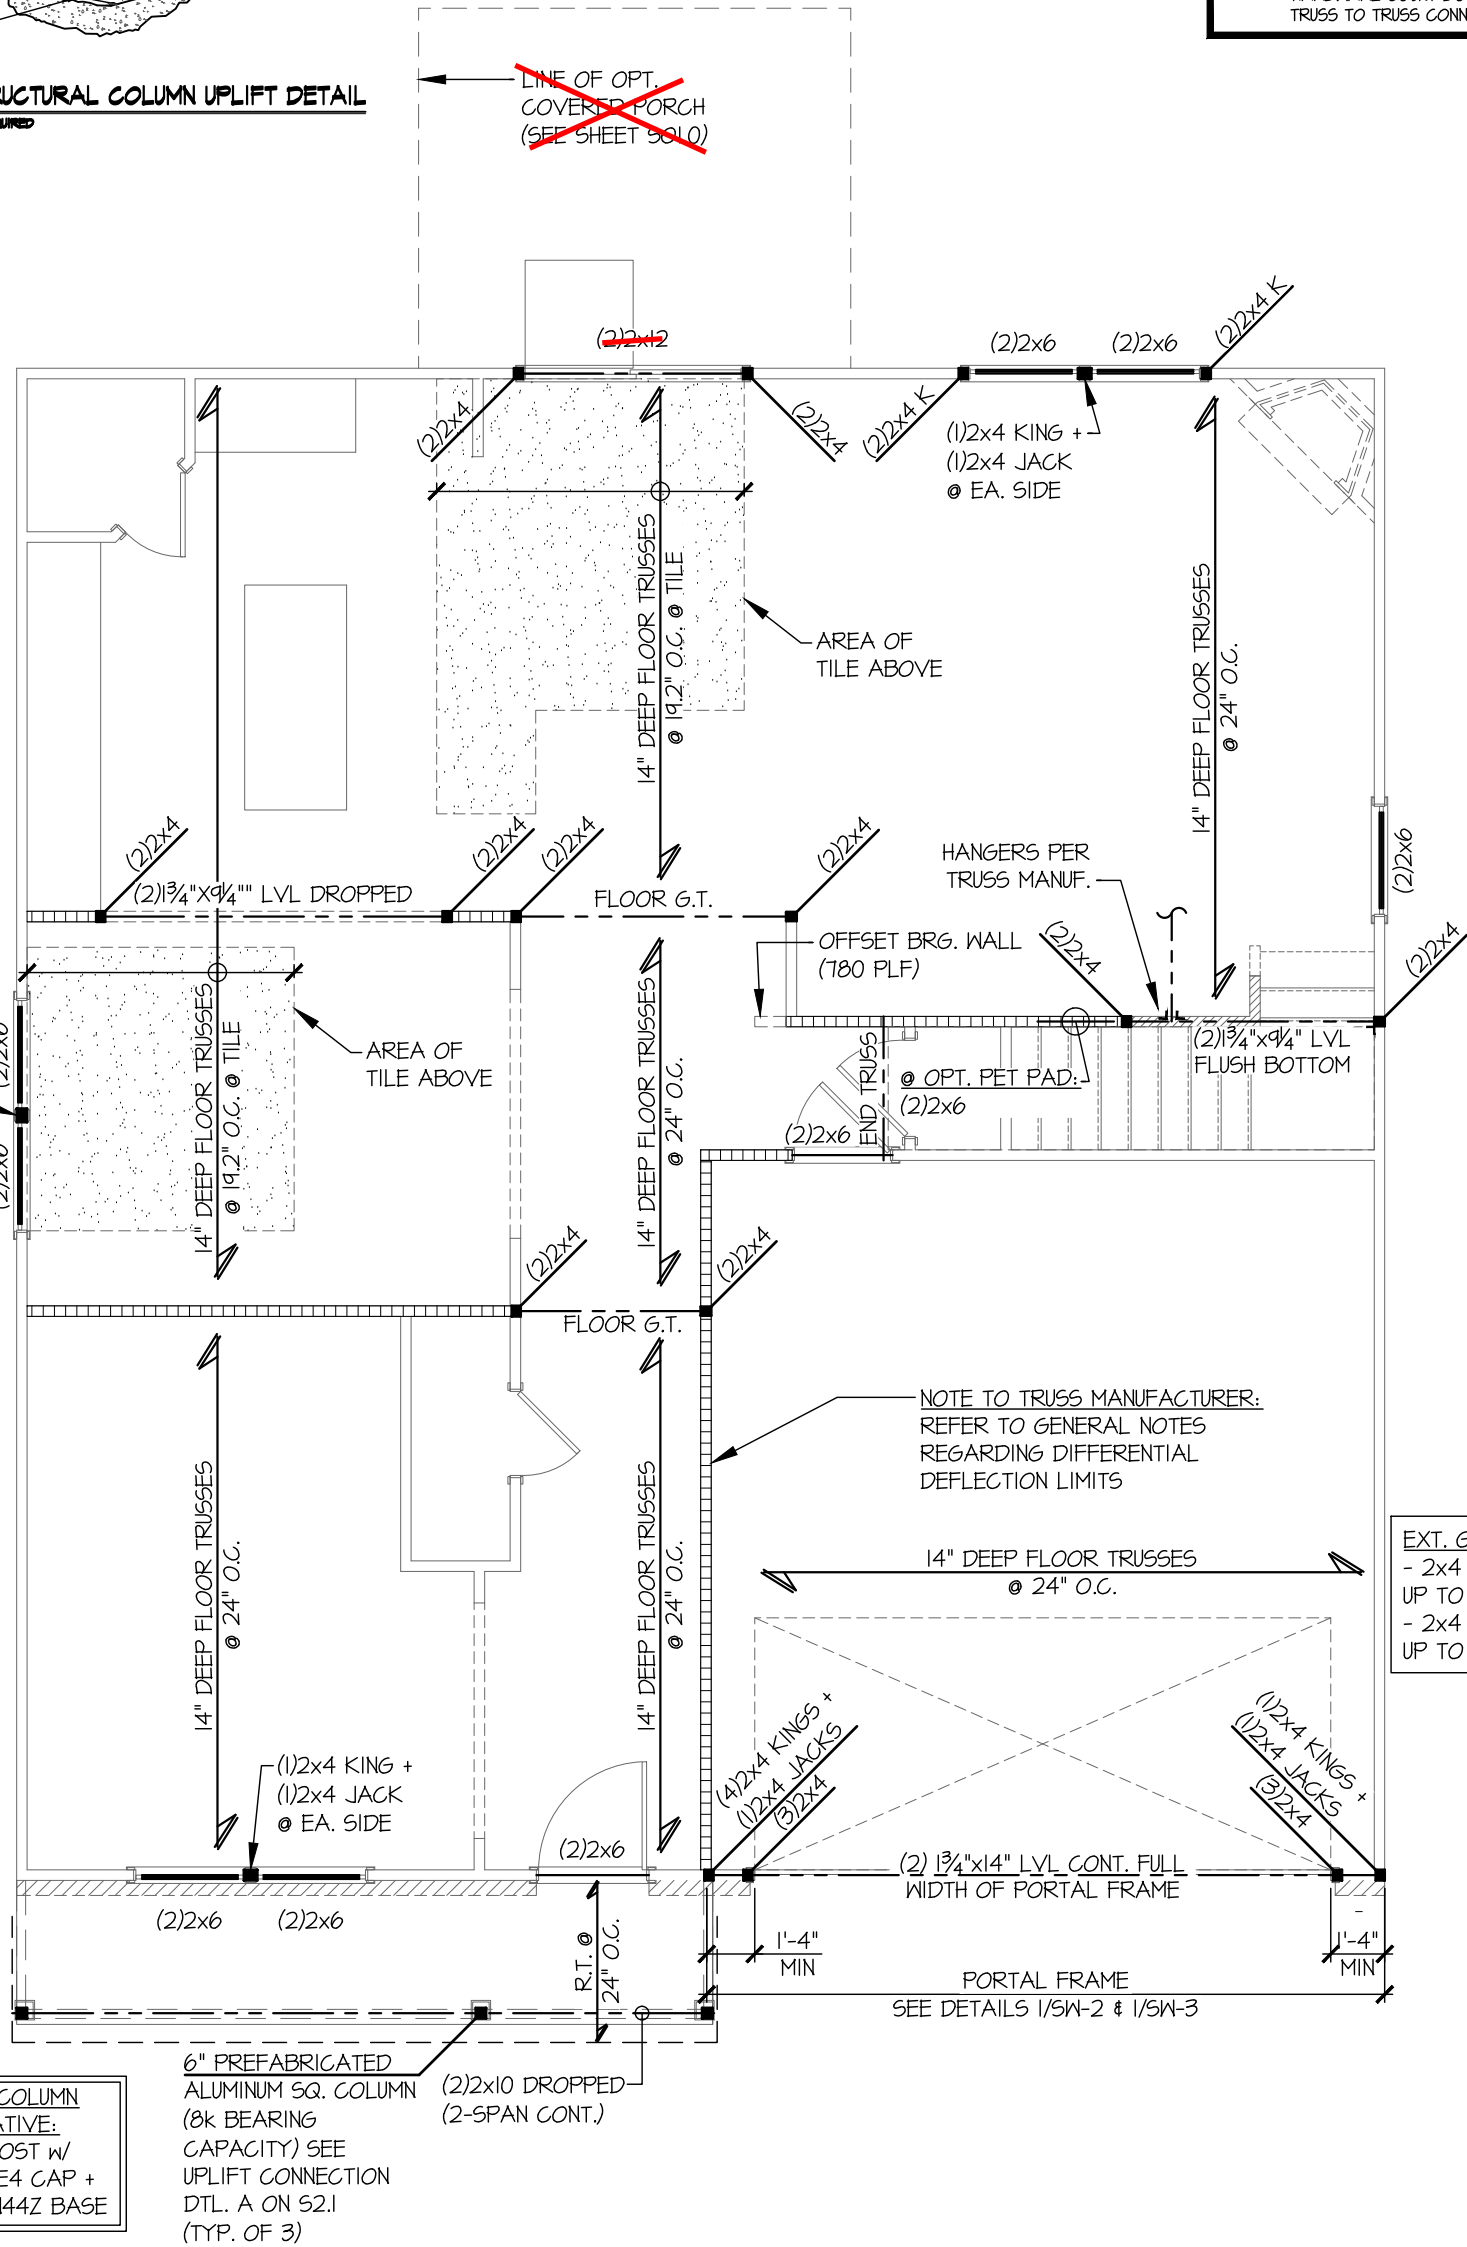 TRUSS TO TRUSS CONN
STRUCTURAL COLUMN UPLIFT DETAIL
LINE OF OPT.
COVERED PORCH
(SEE SHEET S0L0)
(2)2x12
(2)2x6
(2)2x6
(2)2x4 K
(2)2x4
(2)2x4
(2)2x4 K
(1)2x4 KING +
(1)2x4 JACK
@ EA. SIDE
14" DEEP FLOOR TRUSSES
@ 19.2" O.C. @ TILE
14" DEEP FLOOR TRUSSES
@ 24" O.C.
AREA OF
TILE ABOVE
(2)2x4
(2)2x4
(2)2x4
(2)2x4
(2)1¾"x9¼"" LVL DROPPED
FLOOR G.T.
HANGERS PER
TRUSS MANUF.
(2)2x6
OFFSET BRG. WALL
(780 PLF)
(2)2x4
(2)2x4
14" DEEP FLOOR TRUSSES
@ 19.2" O.C. @ TILE
AREA OF
TILE ABOVE
(2)2x6
(2)2x6
14" DEEP FLOOR TRUSSES
@ 24" O.C.
END TRUSS
(2)1¾"x9¼" LVL
FLUSH BOTTOM
@ OPT. PET PAD:
(2)2x6
(2)2x6
(2)2x4
(2)2x4
FLOOR G.T.
NOTE TO TRUSS MANUFACTURER:
REFER TO GENERAL NOTES
REGARDING DIFFERENTIAL
DEFLECTION LIMITS
14" DEEP FLOOR TRUSSES
@ 24" O.C.
14" DEEP FLOOR TRUSSES
@ 24" O.C.
14" DEEP FLOOR TRUSSES
@ 24" O.C.
EXT. G
- 2x4
UP TO
- 2x4
UP TO
(1)2x4 KING +
(1)2x4 JACK
@ EA. SIDE
(4)2x4 KINGS +
(1)2x4 JACKS
(3)2x4
(1)2x4 KINGS +
(1)2x4 JACKS
(3)2x4
(2)2x6
(2) 1¾"x14" LVL CONT. FULL
WIDTH OF PORTAL FRAME
(2)2x6
(2)2x6
R.T. @
24" O.C.
1'-4"
MIN
1'-4"
MIN
PORTAL FRAME
SEE DETAILS 1/SW-2 & 1/SW-3
6" PREFABRICATED
ALUMINUM SQ. COLUMN
(8k BEARING
CAPACITY) SEE
UPLIFT CONNECTION
DTL. A ON S2.1
(TYP. OF 3)
(2)2x10 DROPPED
(2-SPAN CONT.)
COLUMN
ATIVE:
OST W/
E4 CAP +
44Z BASE